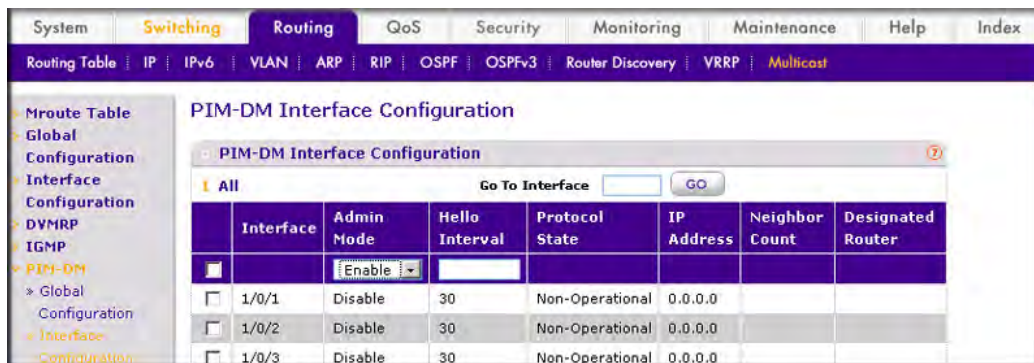 System Switching Routing QoS Security Monitoring Maintenance Help Index
Routing Table IP IPv6 VLAN ARP RIP OSPF OSPFv3 Router Discovery VRRP Multicast
Mroute Table
Global
Configuration
Interface
Configuration
DVMRP
IGMP
PIM-DM
» Global
Configuration
» Interface
Configuration
PIM-DM Interface Configuration
PIM-DM Interface Configuration
1 All Go To Interface GO
Interface Admin Mode Hello Interval Protocol State IP Address Neighbor Count Designated Router
Enable
1/0/1 Disable 30 Non-Operational 0.0.0.0
1/0/2 Disable 30 Non-Operational 0.0.0.0
1/0/3 Disable 30 Non-Operational 0.0.0.0